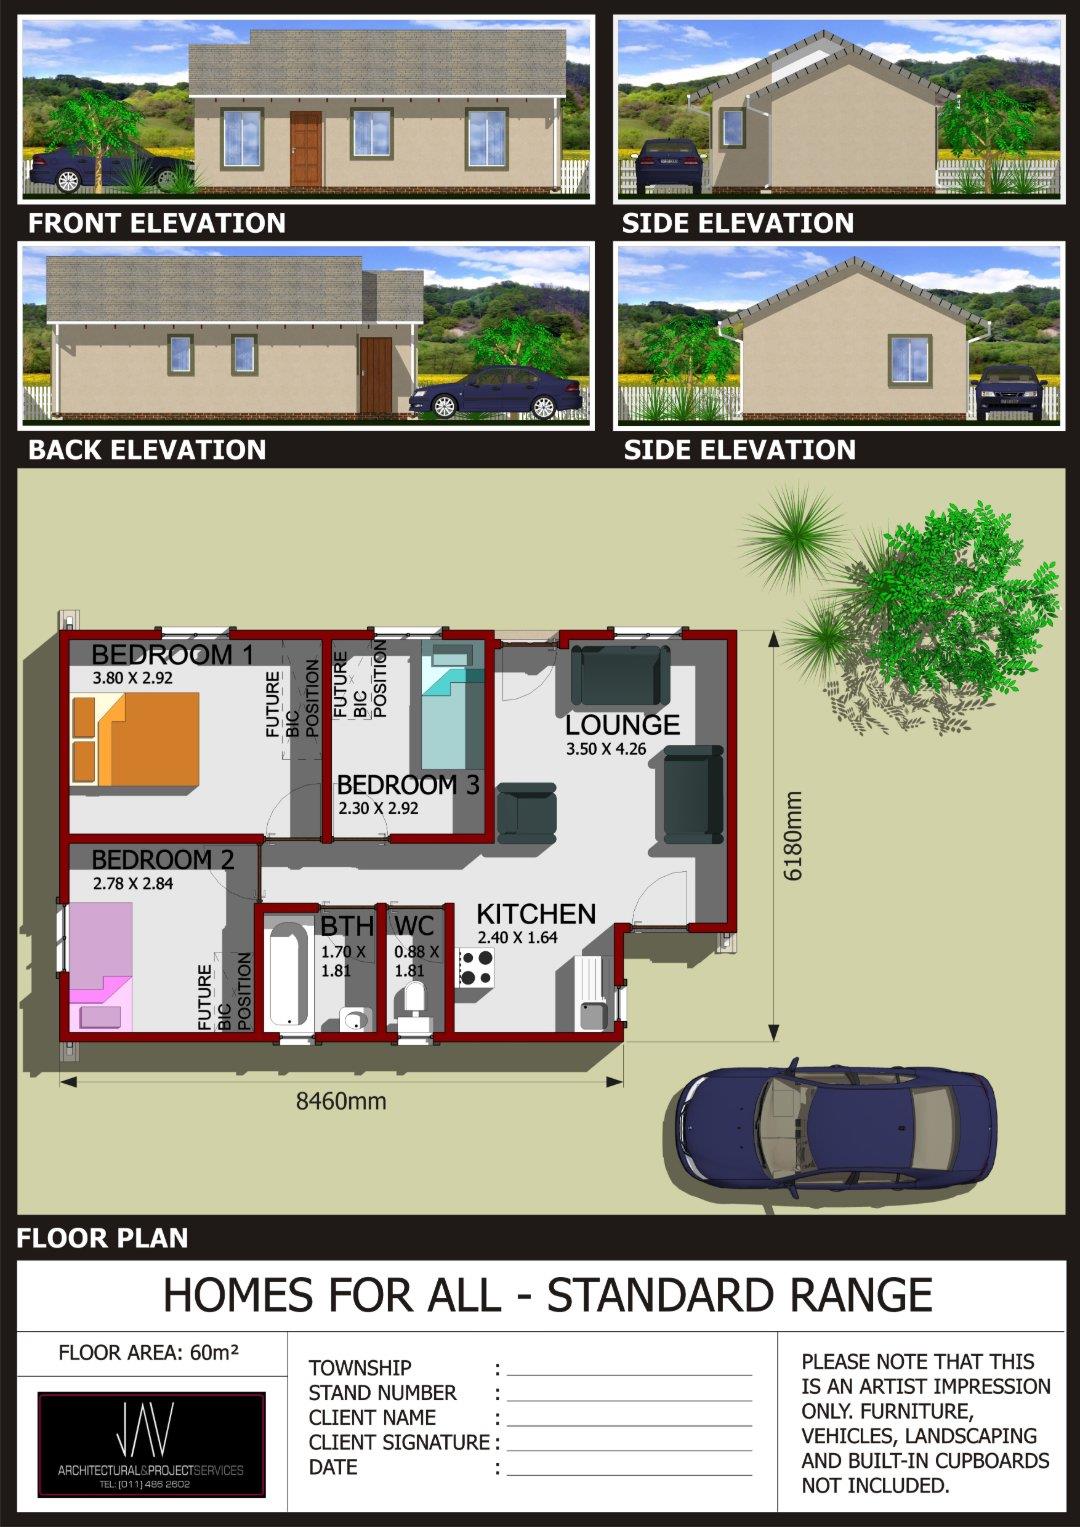 FRONT ELEVATION
SIDE ELEVATION
BACK ELEVATION
SIDE ELEVATION
BEDROOM 1
3.80 X 2.92
FUTURE
BIC
POSITION
FUTURE
BIC
POSITION
BEDROOM 3
2.30 X 2.92
LOUNGE
3.50 X 4.26
6180mm
BEDROOM 2
2.78 X 2.84
FUTURE
BIC
POSITION
BTH
1.70 X
1.81
WC
0.88 X
1.81
KITCHEN
2.40 X 1.64
8460mm
FLOOR PLAN
HOMES FOR ALL - STANDARD RANGE
FLOOR AREA: 60m²
JAV
ARCHITECTURAL&PROJECTSERVICES
TEL: [011] 486 2602
TOWNSHIP :
STAND NUMBER :
CLIENT NAME :
CLIENT SIGNATURE :
DATE :
PLEASE NOTE THAT THIS
IS AN ARTIST IMPRESSION
ONLY. FURNITURE,
VEHICLES, LANDSCAPING
AND BUILT-IN CUPBOARDS
NOT INCLUDED.